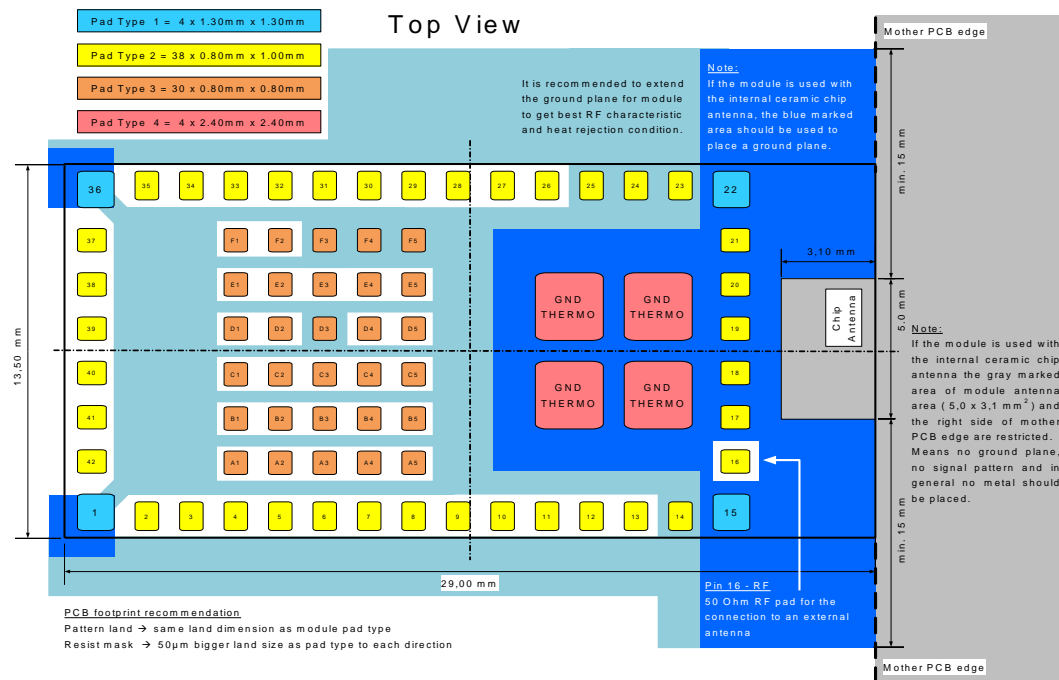 Top View
Pad Type 1 = 4 x 1.30mm x 1.30mm
Pad Type 2 = 38 x 0.80mm x 1.00mm
Pad Type 3 = 30 x 0.80mm x 0.80mm
Pad Type 4 = 4 x 2.40mm x 2.40mm
It is recommended to extend
the ground plane for module
to get best RF characteristic
and heat rejection condition.
Note:
If the module is used with
the internal ceramic chip
antenna, the blue marked
area should be used to
place a ground plane.
Mother PCB edge
min. 15 mm
36 35 34 33 32 31 30 29 28 27 26 25 24 23 22
37 F1 F2 F3 F4 F5 21
38 E1 E2 E3 E4 E5 20
39 D1 D2 D3 D4 D5 19
40 C1 C2 C3 C4 C5 18
41 B1 B2 B3 B4 B5 17
42 A1 A2 A3 A4 A5 16
1 2 3 4 5 6 7 8 9 10 11 12 13 14 15
GND
THERMO
GND
THERMO
GND
THERMO
GND
THERMO
3,10 mm
Chip
Antenna
5.0 mm
13,50 mm
Note:
If the module is used with
the internal ceramic chip
antenna the gray marked
area of module antenna
area ( 5,0 x 3,1 mm²) and
the right side of mother
PCB edge are restricted.
Means no ground plane,
no signal pattern and in
general no metal should
be placed.
min. 15 mm
29,00 mm
Pin 16 - RF
50 Ohm RF pad for the
connection to an external
antenna
PCB footprint recommendation
Pattern land → same land dimension as module pad type
Resist mask → 50µm bigger land size as pad type to each direction
Mother PCB edge